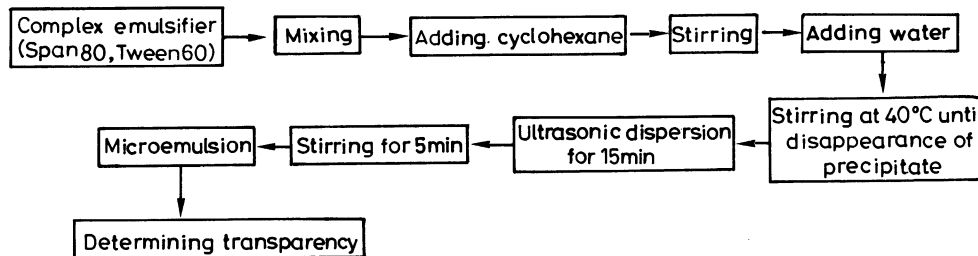 Complex emulsifier
(Span80, Tween60)
Mixing
Adding. cyclohexane
Stirring
Adding water
Stirring at 40°C until
disappearance of
precipitate
Ultrasonic dispersion
for 15min
Stirring for 5min
Microemulsion
Determining transparency